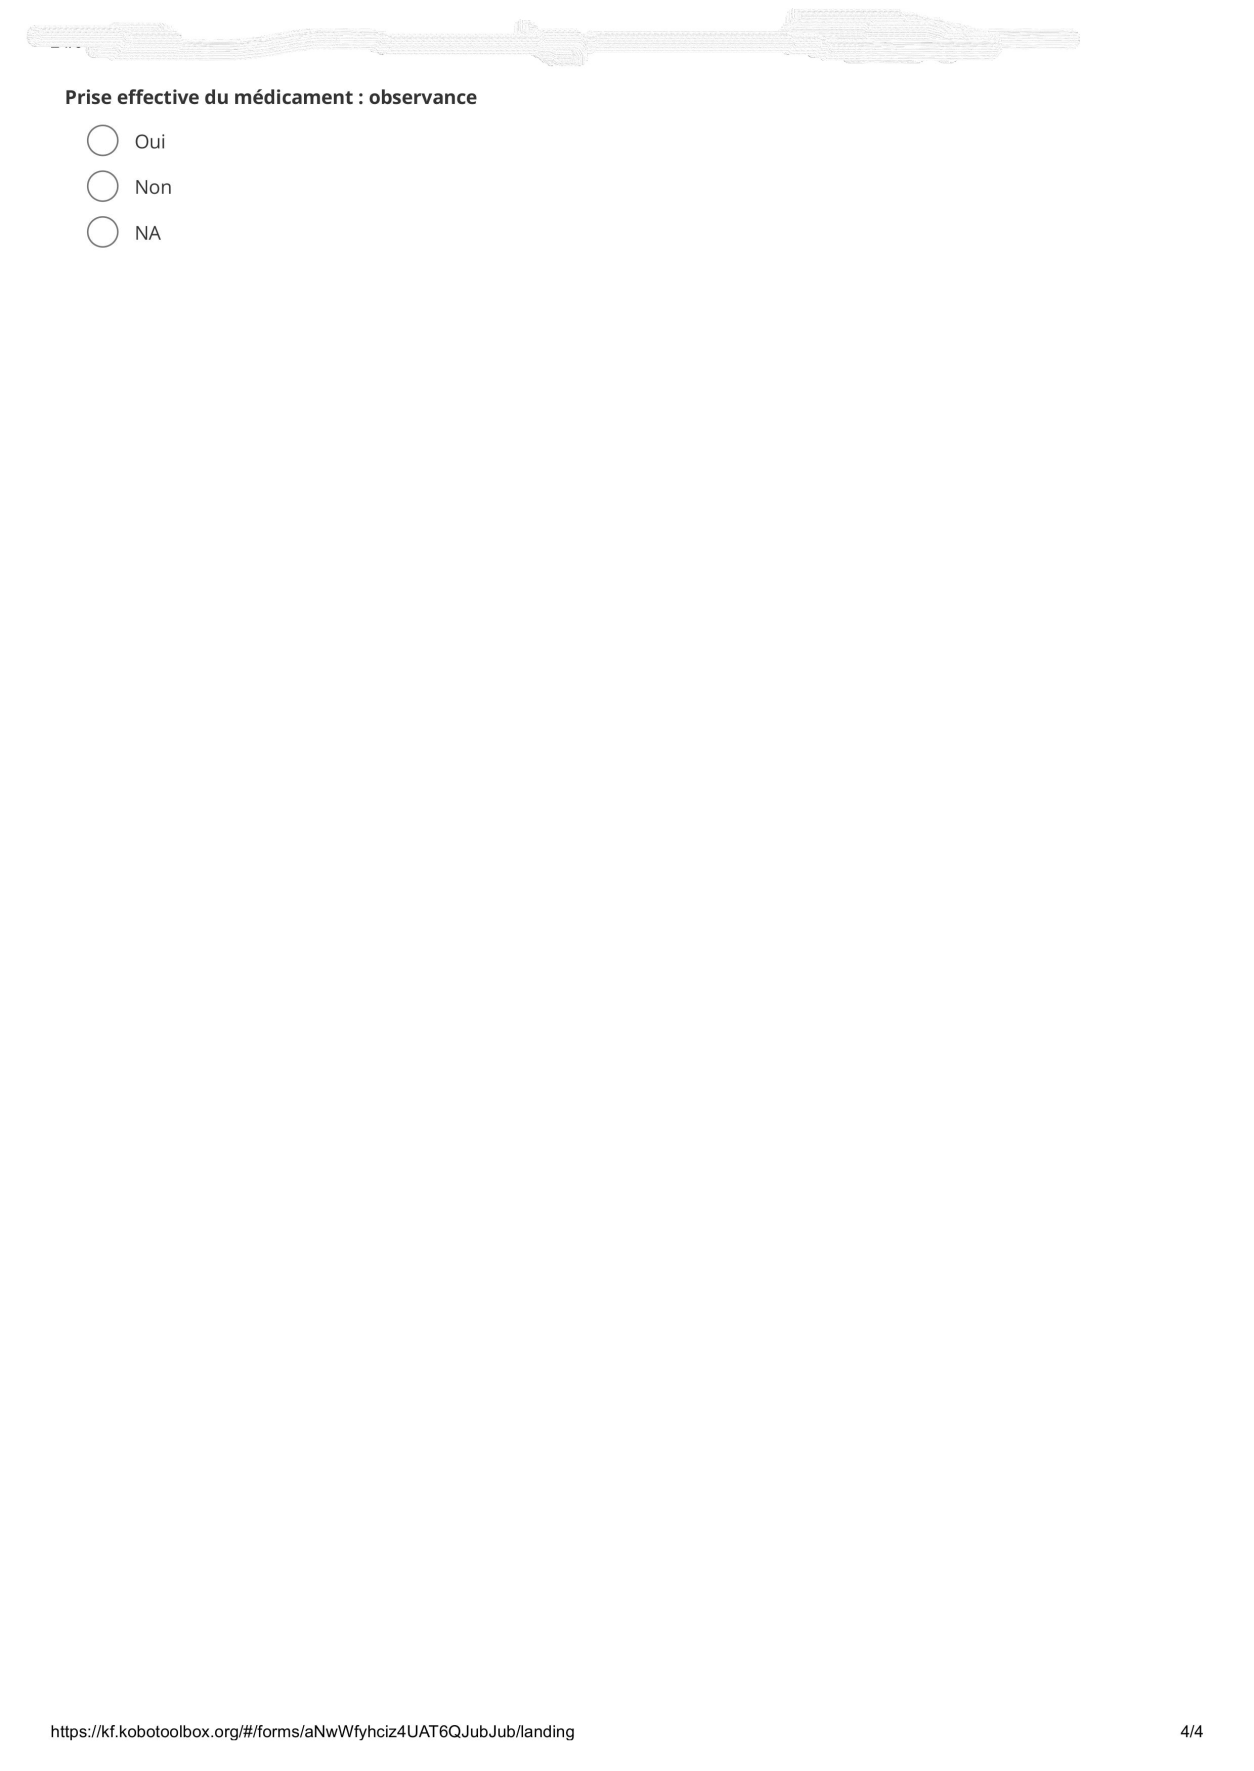 Prise effective du médicament : observance
Oui
Non
NA
https://kf.kobotoolbox.org/#/forms/aNwWfyhciz4UAT6QJubJub/landing 4/4